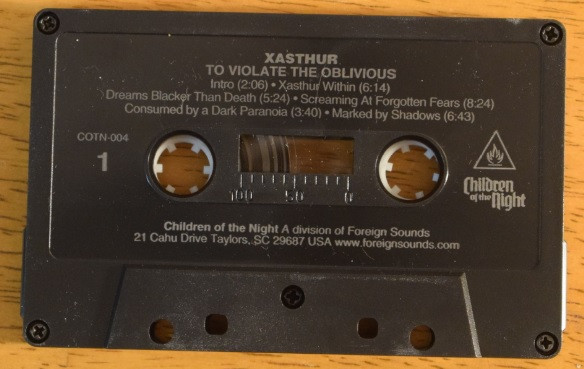 XASTHUR
TO VIOLATE THE OBLIVIOUS
Intro (2:06) • Xasthur Within (6:14)
Dreams Blacker Than Death (5:24) • Screaming At Forgotten Fears (8:24)
Consumed by a Dark Paranoia (3:40) • Marked by Shadows (6:43)
COTN-004
1
100 50 0
Children
of the Night
Children of the Night A division of Foreign Sounds
21 Cahu Drive Taylors, SC 29687 USA www.foreignsounds.com